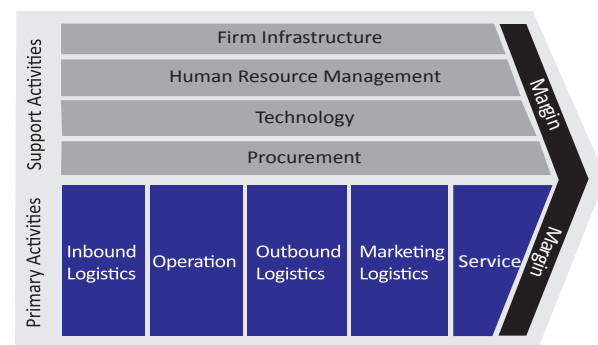 Support Activities
Firm Infrastructure
Human Resource Management
Technology
Procurement
Margin
Primary Activities
Inbound
Logistics
Operation
Outbound
Logistics
Marketing
Logistics
Service
Margin